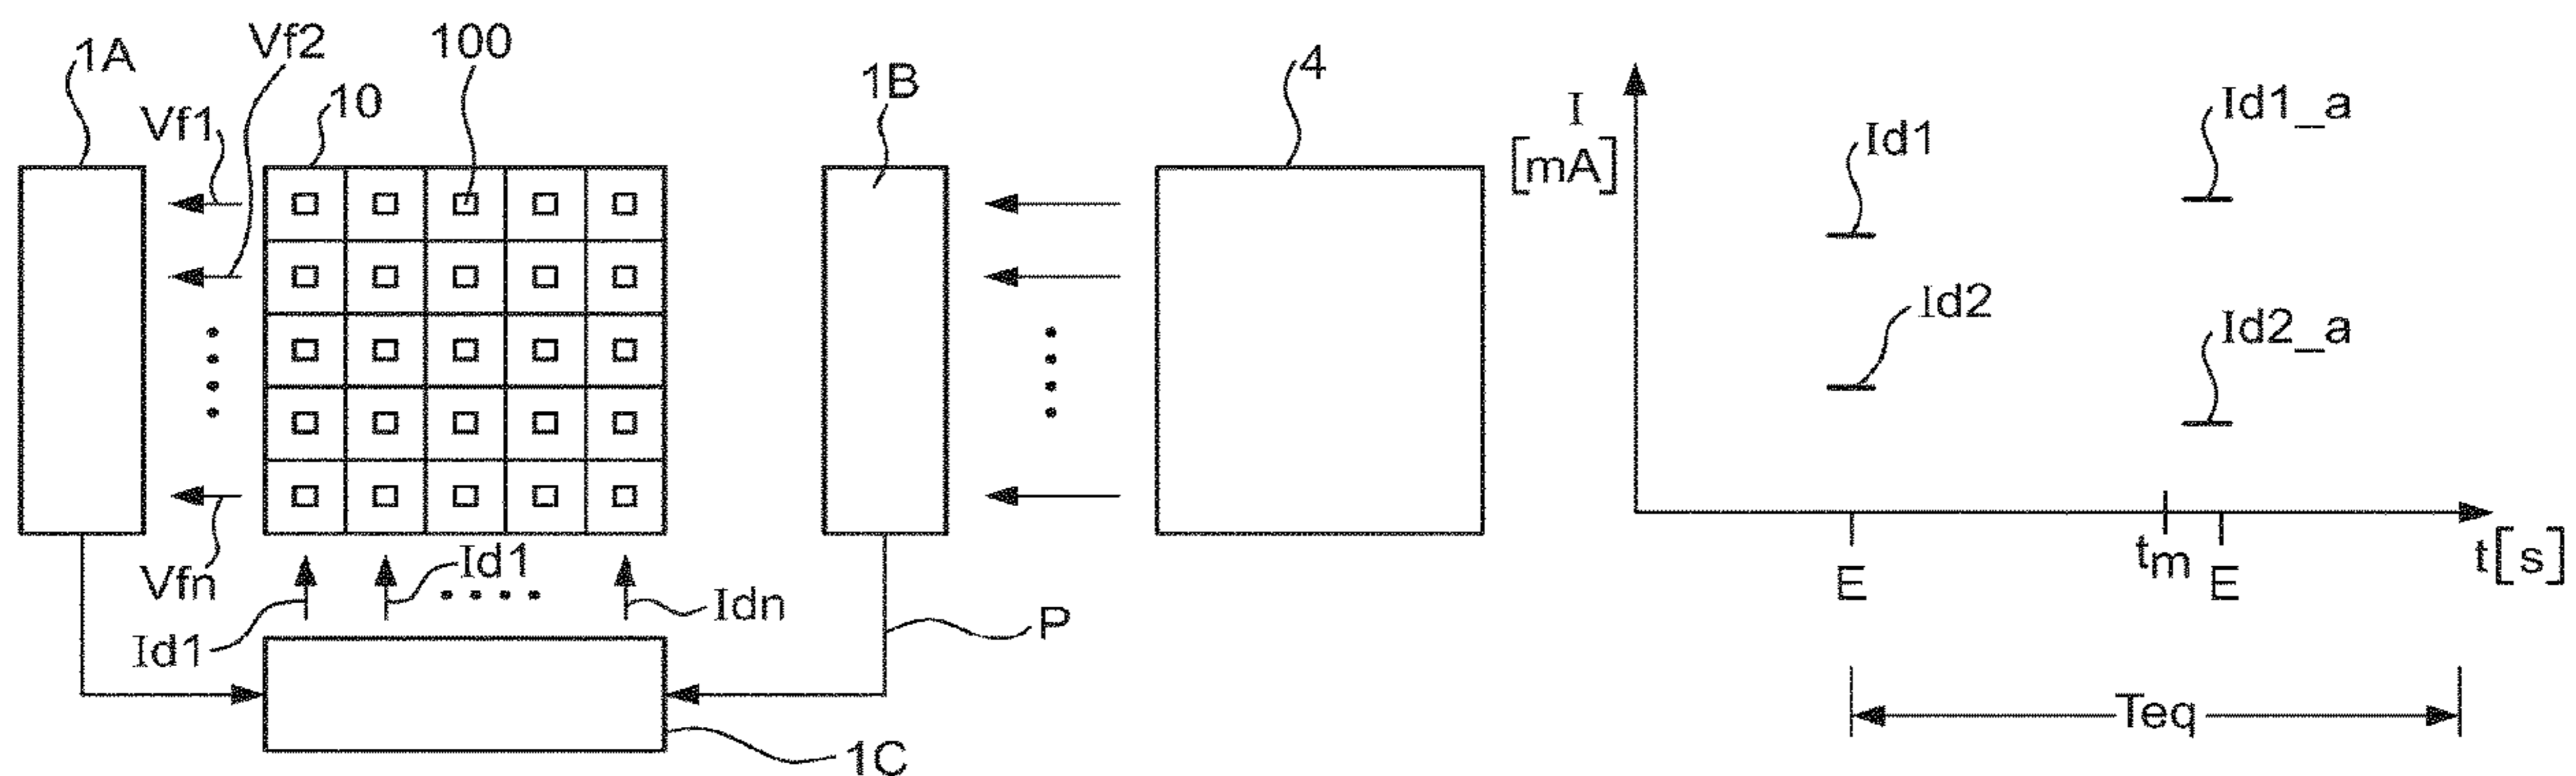 1A
Vf2
100
Vf1
10
1B
4
I
[mA]
Id1
Id1_a
Id2
Id2_a
Vfn
Id1
Id1
Idn
P
1C
E
tm
E
t[s]
Teq